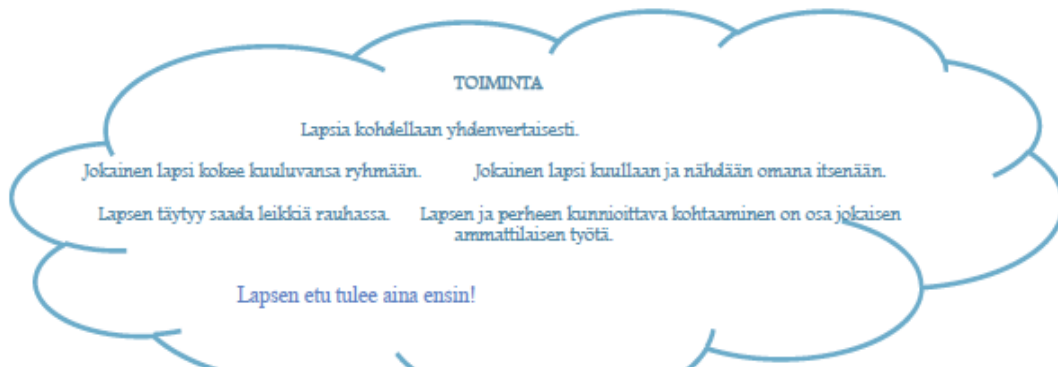 TOIMINTA
Lapsia kohdellaan yhdenvertaisesti.
Jokainen lapsi kokee kuuluvansa ryhmään. Jokainen lapsi kuullaan ja nähdään omana itsenään.
Lapsen täytyy saada leikkiä rauhassa. Lapsen ja perheen kunnioittava kohtaaminen on osa jokaisen
ammattilaisen työtä.
Lapsen etu tulee aina ensin!